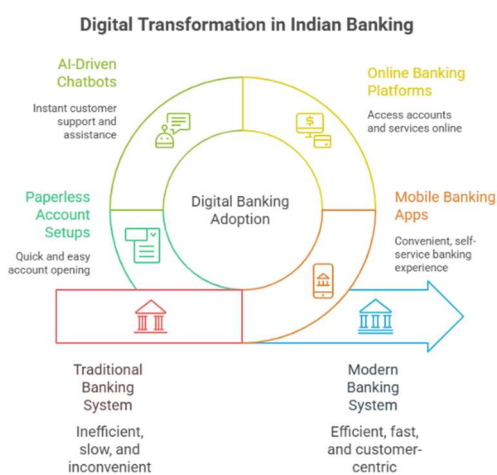 Digital Transformation in Indian Banking
AI-Driven
Chatbots
Instant customer
support and
assistance
Online Banking
Platforms
Access accounts
and services online
Paperless
Account
Setups
Quick and easy
account opening
Digital Banking
Adoption
Mobile Banking
Apps
Convenient, self-
service banking
experience
$
Traditional
Banking
System
Inefficient,
slow, and
inconvenient
Modern
Banking
System
Efficient, fast,
and customer-
centric